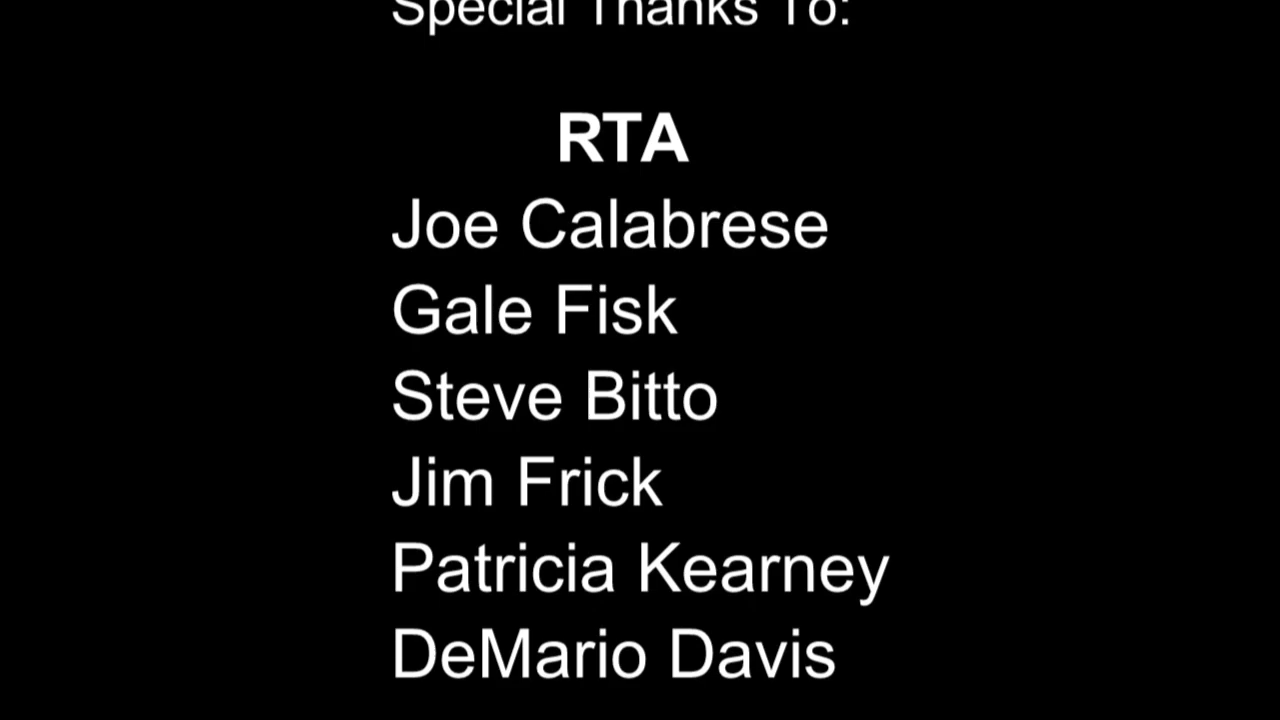 Special Thanks To:
RTA
Joe Calabrese
Gale Fisk
Steve Bitto
Jim Frick
Patricia Kearney
DeMario Davis